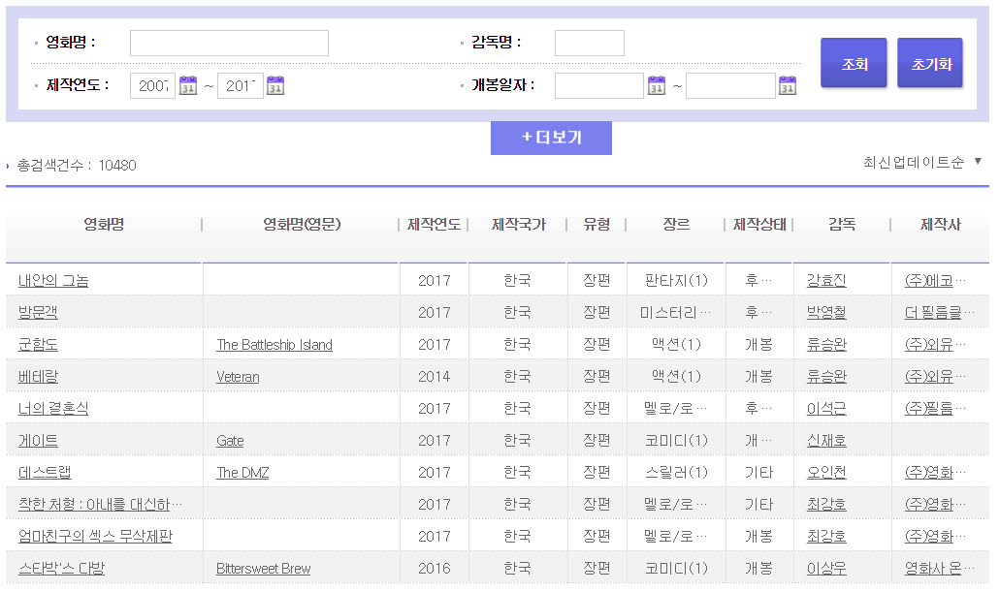 영화명 : 감독명 :
조회 초기화
제작연도 : 2007 ~ 201 개봉일자 : ~
+더보기
총검색건수 : 10480 최신업데이트순 ▼
영화명 영화명(영문) 제작연도 제작국가 유형 장르 제작상태 감독 제작사
내안의 그놈 2017 한국 장편 판타지(1) 후… 강효진 (주)에코…
방문객 2017 한국 장편 미스터리… 후… 박영철 더 필름클…
군함도 The Battleship Island 2017 한국 장편 액션(1) 개봉 류승완 (주)외유…
베테랑 Veteran 2014 한국 장편 액션(1) 개봉 류승완 (주)외유…
너의 결혼식 2017 한국 장편 멜로/로… 후… 이석근 (주)필름…
게이트 Gate 2017 한국 장편 코미디(1) 개… 신재호
데스트랩 The DMZ 2017 한국 장편 스릴러(1) 기타 오인천 (주)영화…
착한 처형 : 아내를 대신하… 2017 한국 장편 멜로/로… 기타 최강호 (주)영화…
엄마친구의 섹스 무삭제판 2017 한국 장편 멜로/로… 개봉 최강호 (주)영화…
스타박'스 다방 Bittersweet Brew 2016 한국 장편 코미디(1) 개봉 이상우 영화사 온…